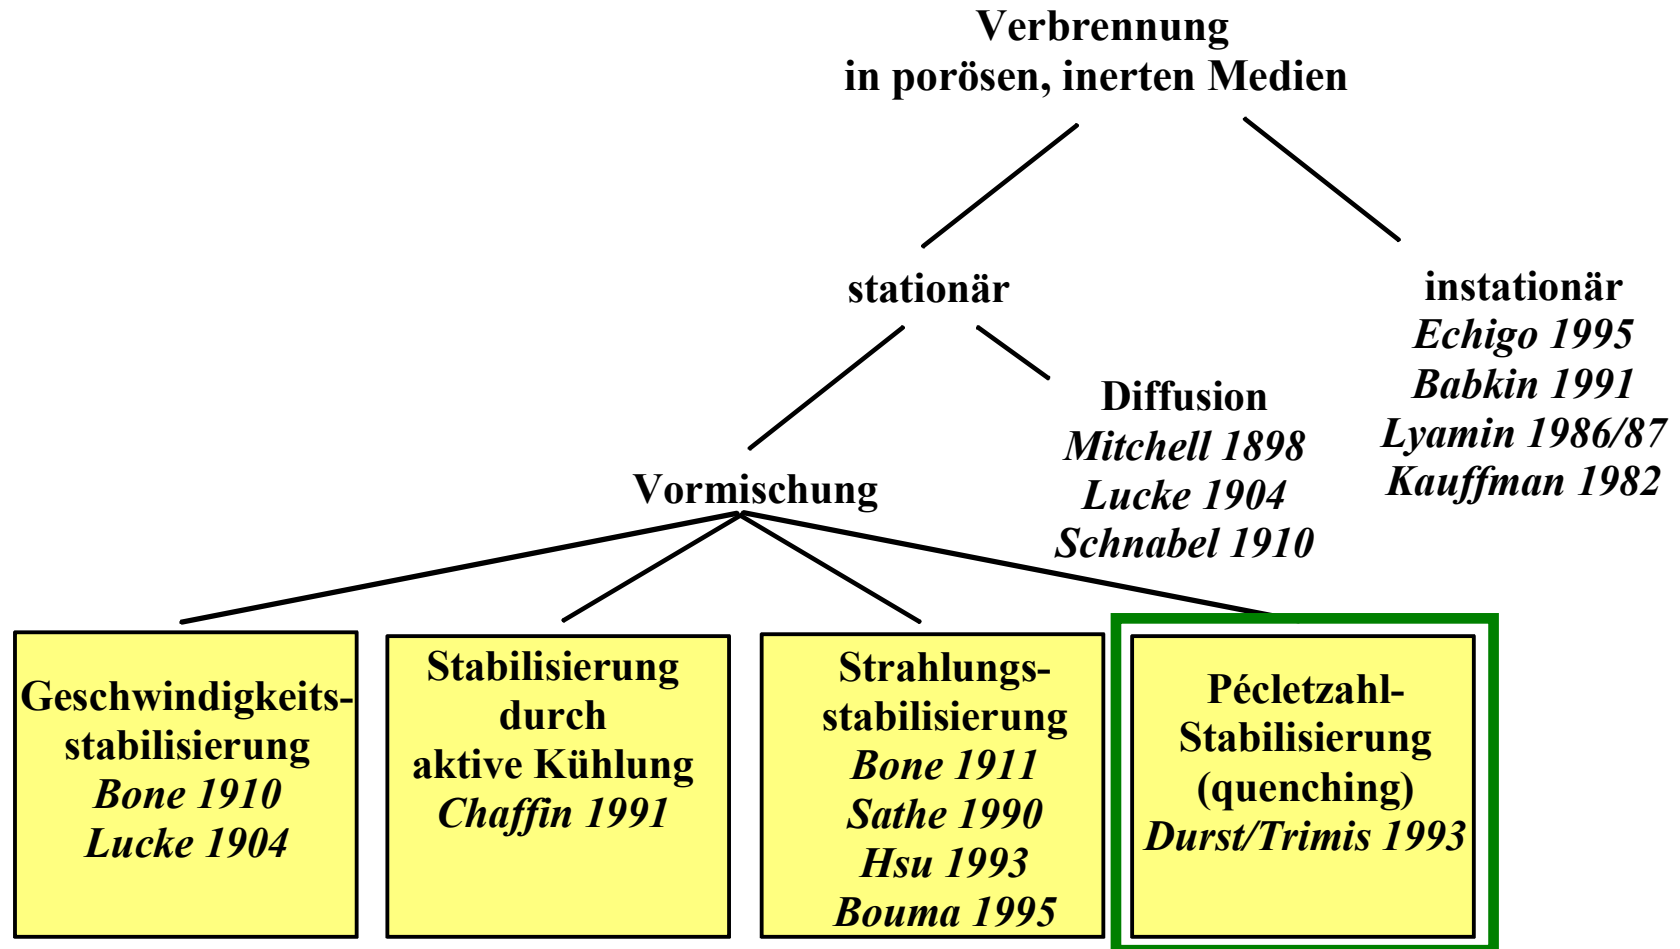 Verbrennung
in porösen, inerten Medien
stationär
instationär
Echigo 1995
Babkin 1991
Lyamin 1986/87
Kauffman 1982
Diffusion
Mitchell 1898
Lucke 1904
Schnabel 1910
Vormischung
Geschwindigkeits-
stabilisierung
Bone 1910
Lucke 1904
Stabilisierung
durch
aktive Kühlung
Chaffin 1991
Strahlungs-
stabilisierung
Bone 1911
Sathe 1990
Hsu 1993
Bouma 1995
Pécletzahl-
Stabilisierung
(quenching)
Durst/Trimis 1993